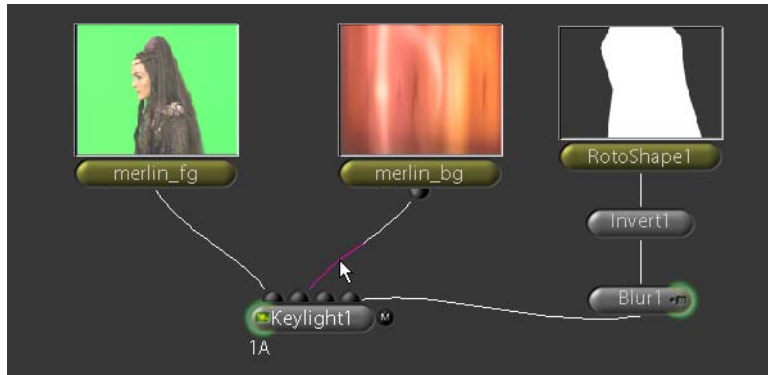 merlin_fg
merlin_bg
RotoShape1
Invert1
Blur1
Keylight1
M
1A